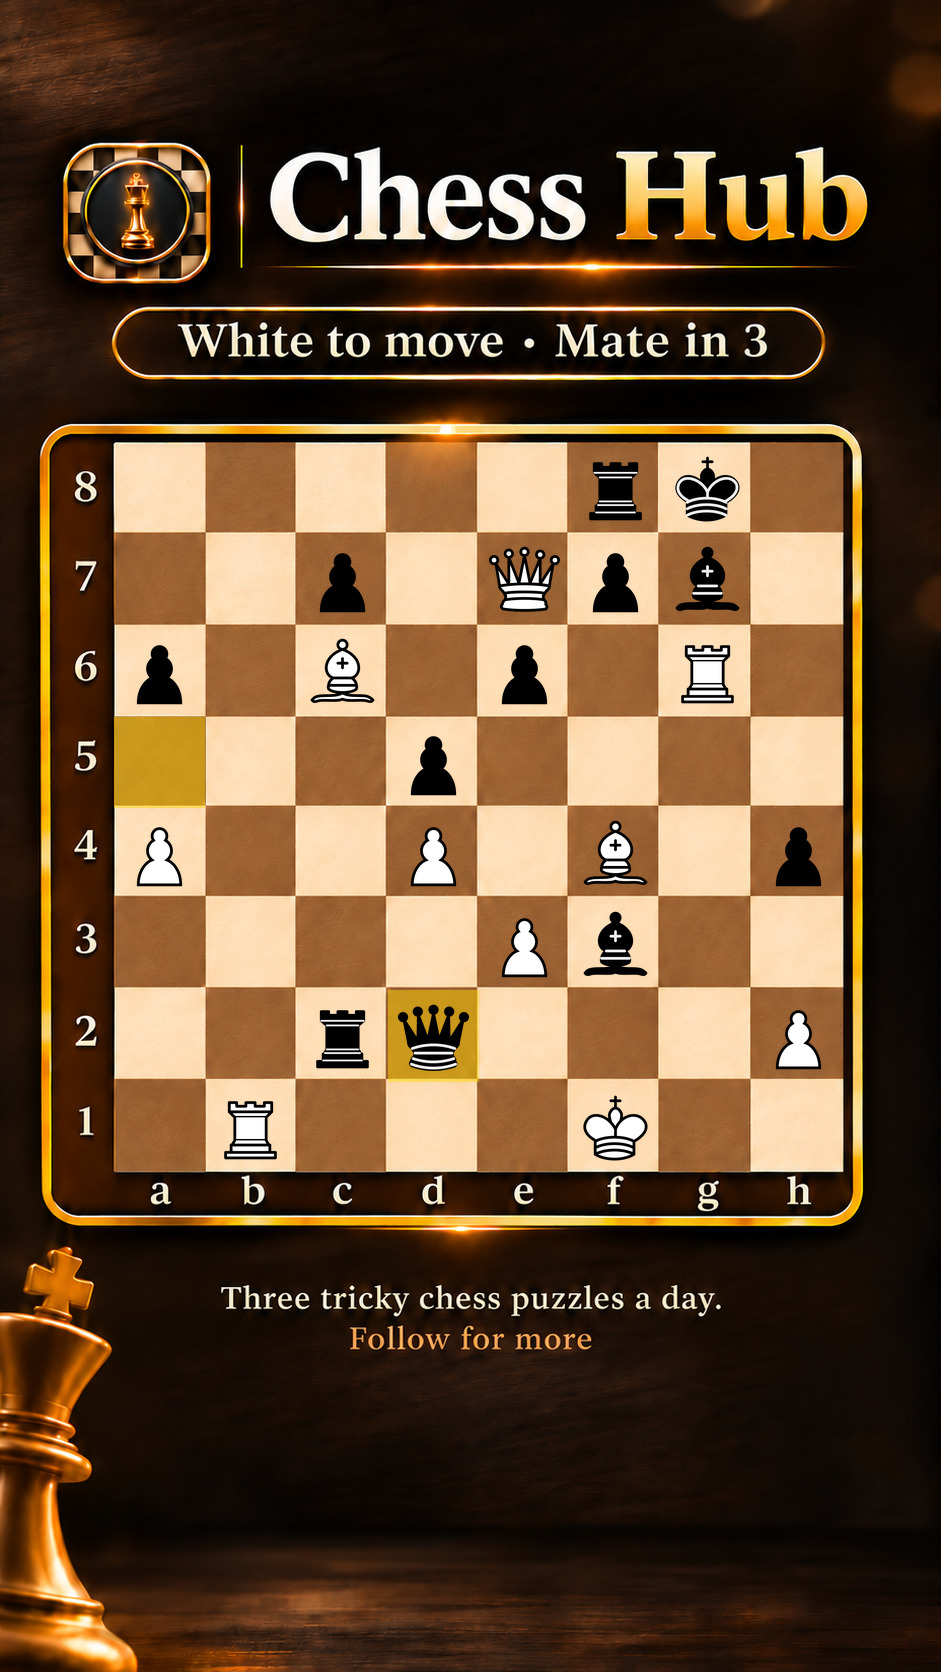 Chess Hub
White to move • Mate in 3
8
7
6
5
4
3
2
1
a b c d e f g h
Three tricky chess puzzles a day.
Follow for more